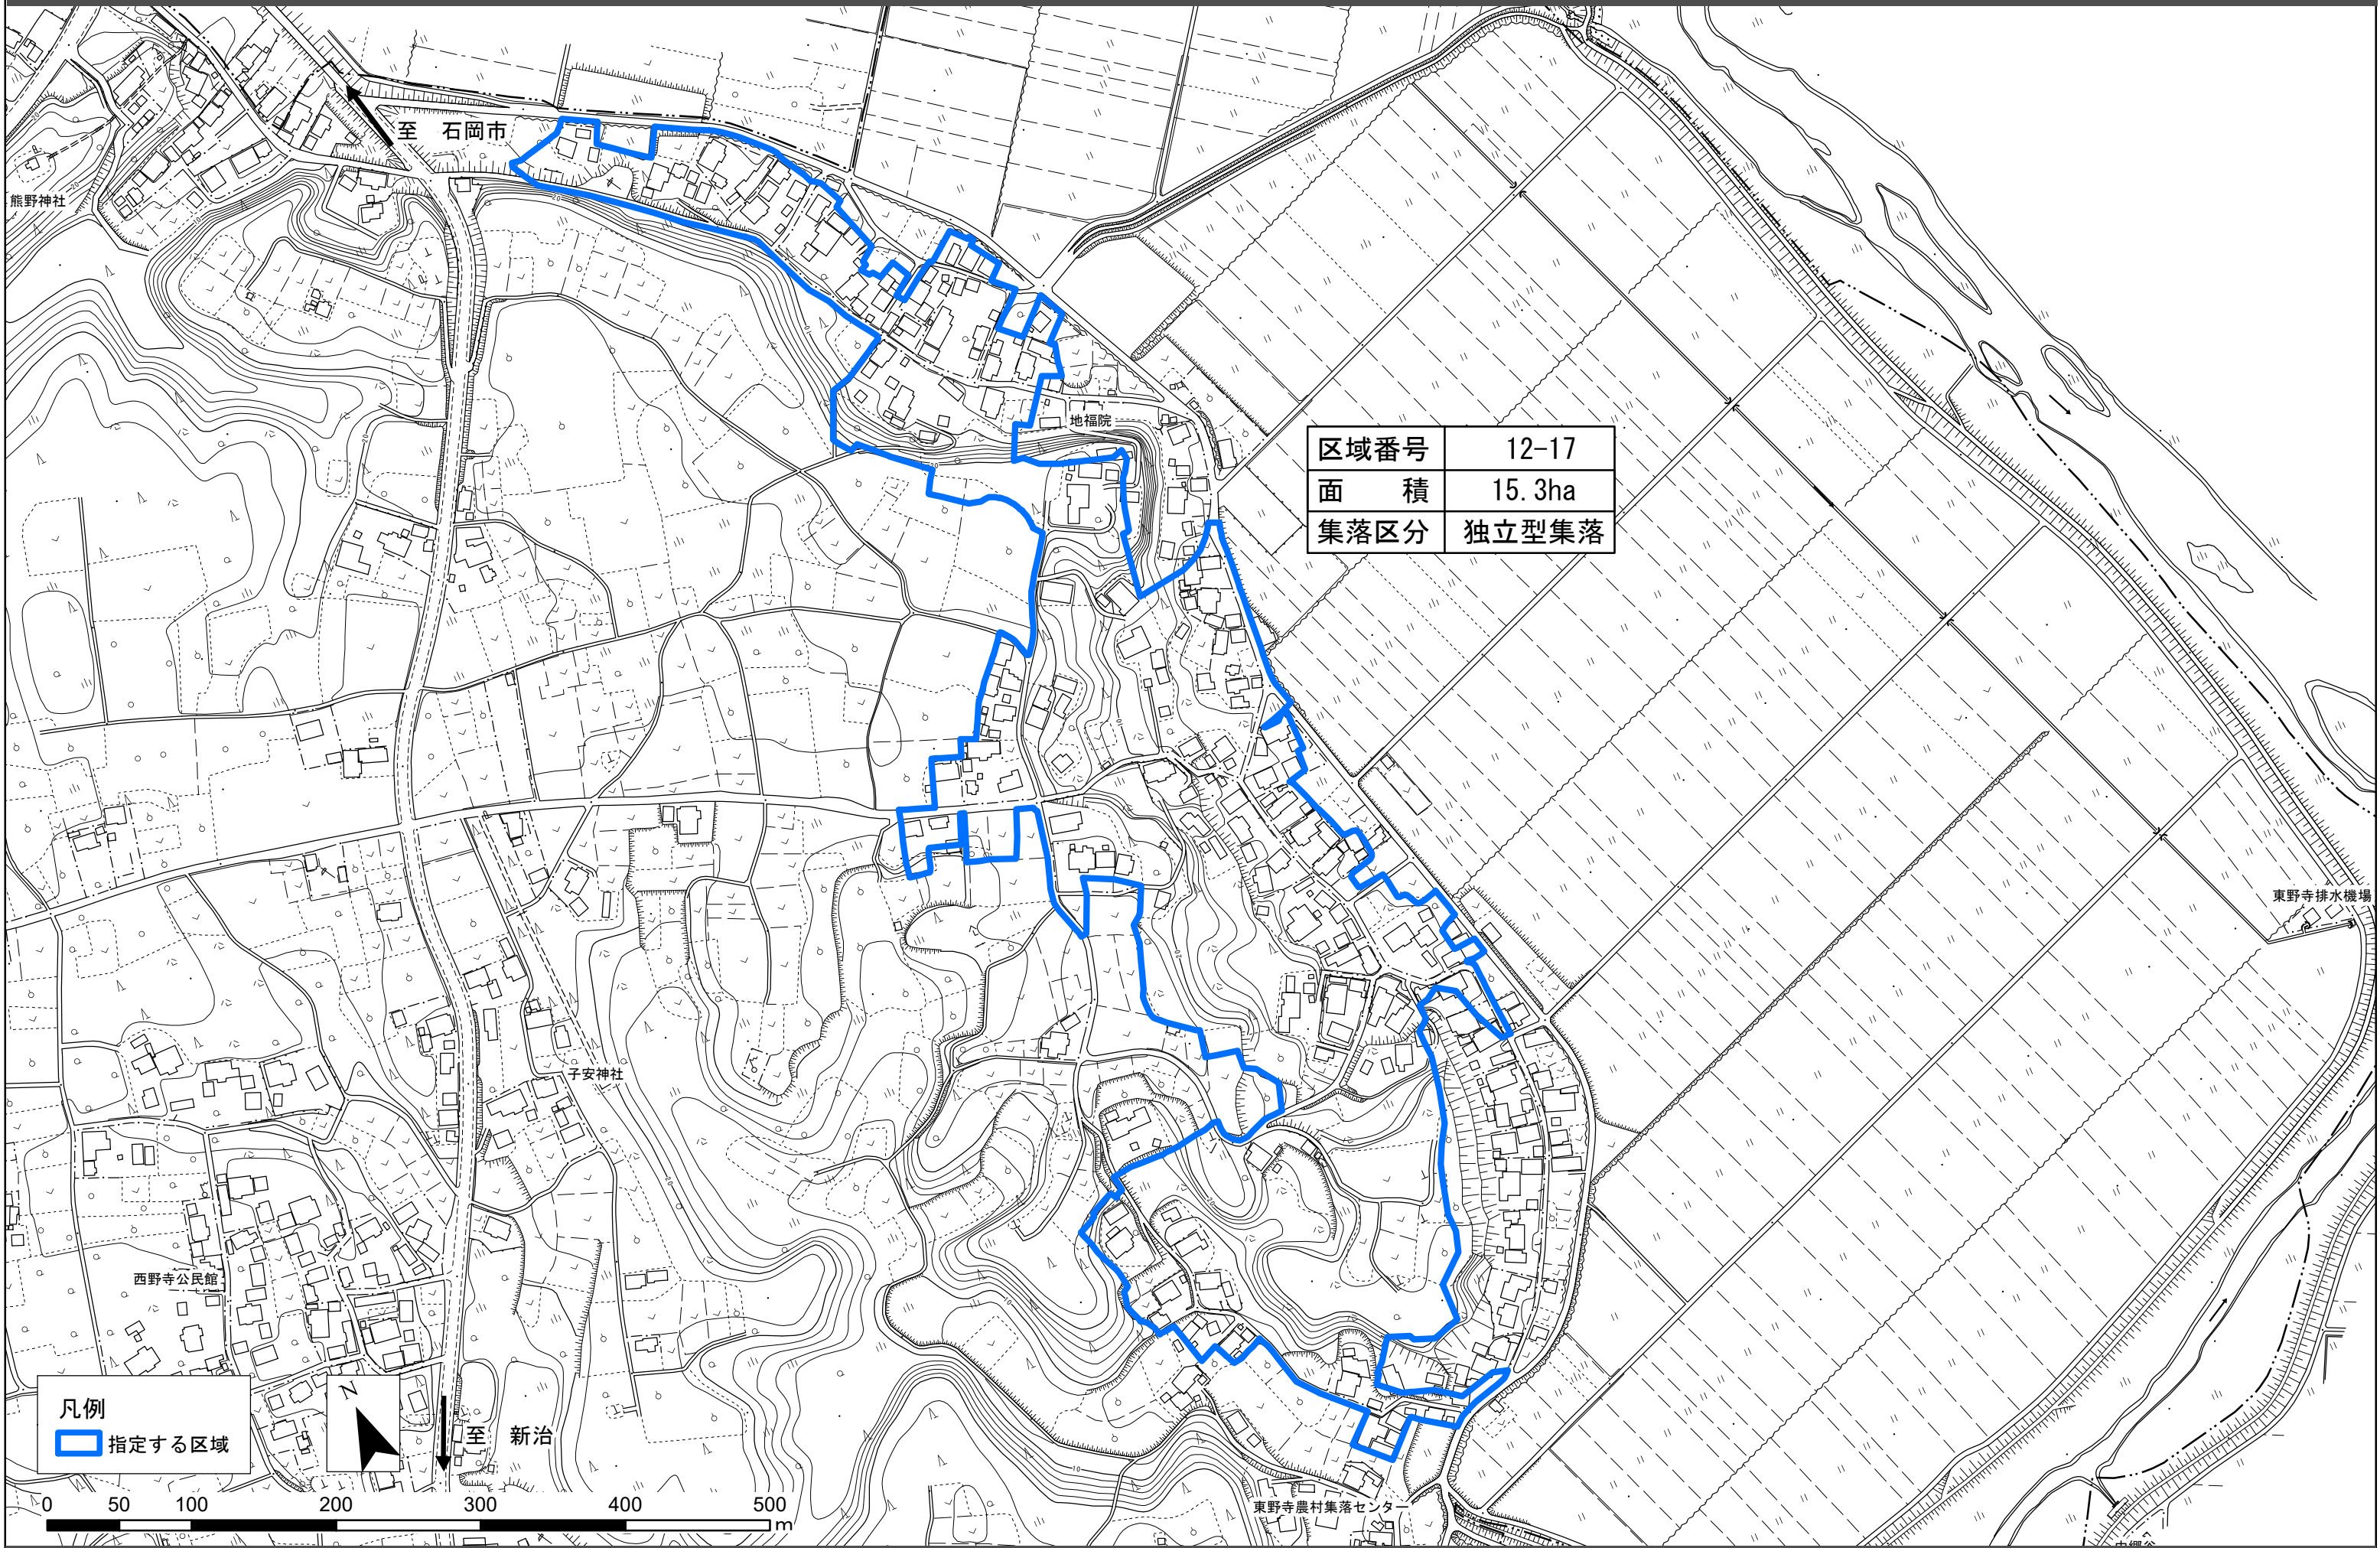 至　石岡市
熊野神社
地福院
区域番号 12-17
面　積 15.3ha
集落区分 独立型集落
東野寺排水機場
子安神社
西野寺公民館
凡例
指定する区域
N
至　新治
東野寺農村集落センター
0 50 100 200 300 400 500 m